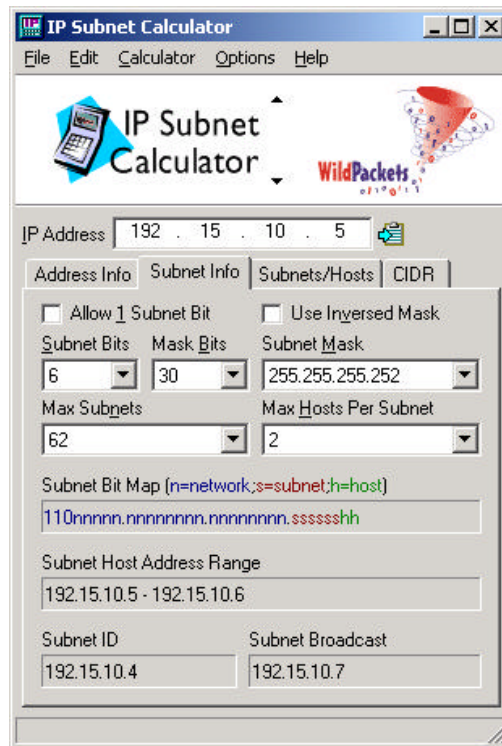 IP Subnet Calculator
File Edit Calculator Options Help
IP Subnet
Calculator
WildPackets
IP Address 192 . 15 . 10 . 5
Address Info Subnet Info Subnets/Hosts CIDR
Allow 1 Subnet Bit Use Inversed Mask
Subnet Bits Mask Bits Subnet Mask
6 30 255.255.255.252
Max Subnets Max Hosts Per Subnet
62 2
Subnet Bit Map (n=network;s=subnet;h=host)
110nnnnn.nnnnnnnn.nnnnnnnn.sssssshh
Subnet Host Address Range
192.15.10.5 - 192.15.10.6
Subnet ID Subnet Broadcast
192.15.10.4 192.15.10.7